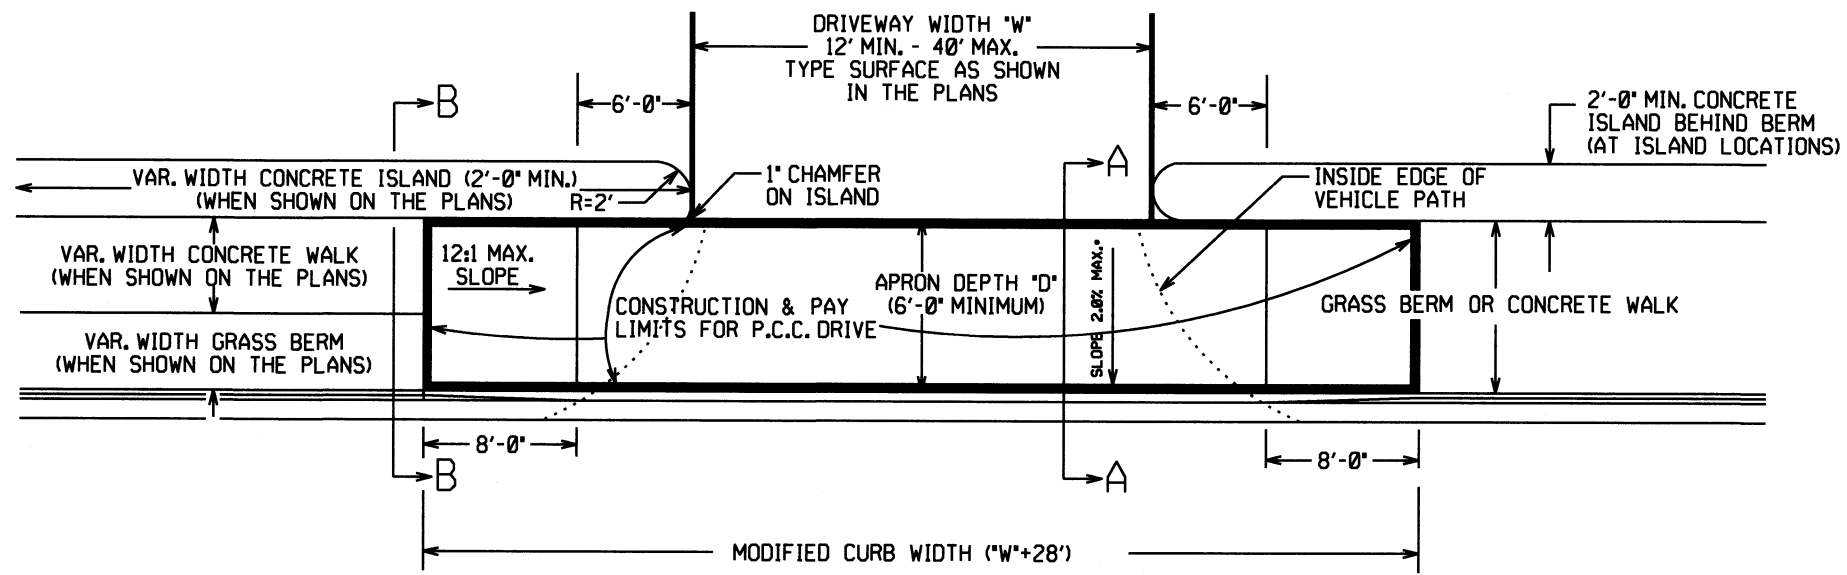 DRIVEWAY WIDTH "W"
12' MIN. - 40' MAX.
TYPE SURFACE AS SHOWN
IN THE PLANS
B
6'-0"
6'-0"
2'-0" MIN. CONCRETE
ISLAND BEHIND BERM
(AT ISLAND LOCATIONS)
A
VAR. WIDTH CONCRETE ISLAND (2'-0" MIN.)
(WHEN SHOWN ON THE PLANS)
R=2'
1" CHAMFER
ON ISLAND
INSIDE EDGE OF
VEHICLE PATH
VAR. WIDTH CONCRETE WALK
(WHEN SHOWN ON THE PLANS)
12:1 MAX.
SLOPE
CONSTRUCTION & PAY
LIMITS FOR P.C.C. DRIVE
APRON DEPTH "D"
(6'-0" MINIMUM)
SLOPE 2.0% MAX.*
GRASS BERM OR CONCRETE WALK
VAR. WIDTH GRASS BERM
(WHEN SHOWN ON THE PLANS)
8'-0"
8'-0"
B
A
MODIFIED CURB WIDTH ("W"+28')